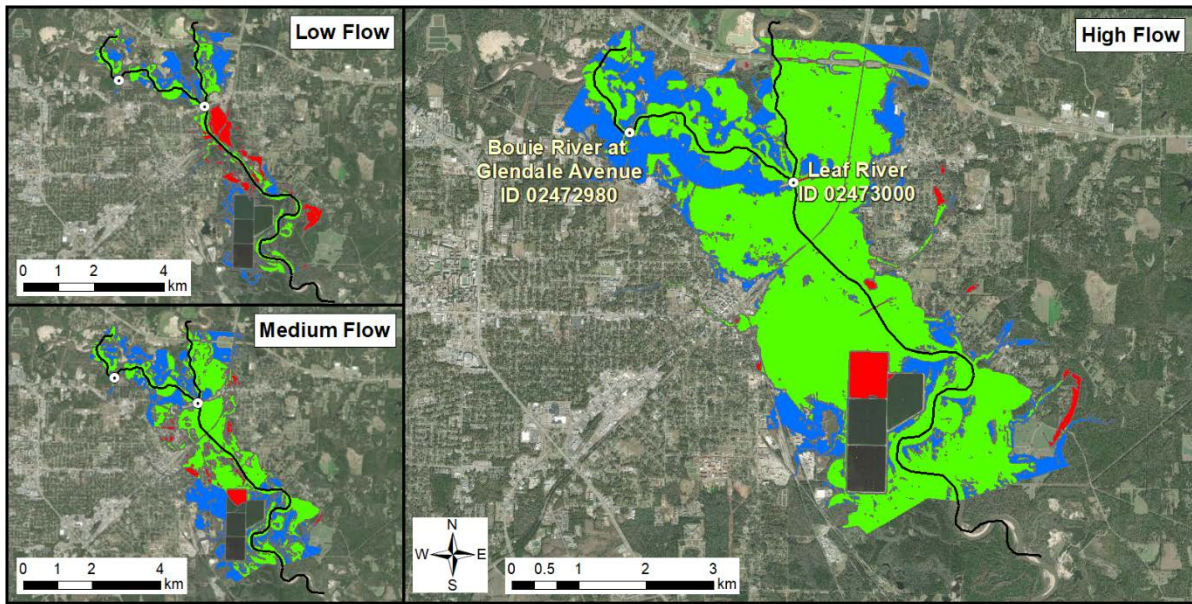 Low Flow
0 1 2 4
km
Medium Flow
0 1 2 4
km
High Flow
Bouie River at
Glendale Avenue
ID 02472980
Leaf River
ID 02473000
N
W E
S
0 0.5 1 2 3
km